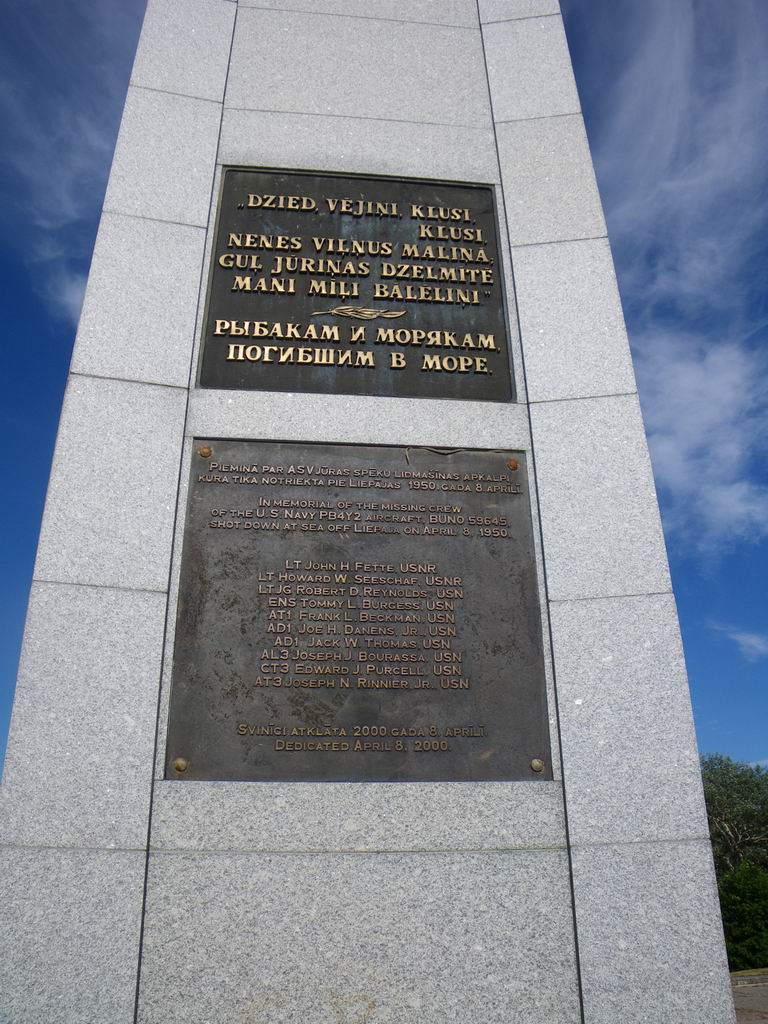 „DZIED, VĒJIŅI, KLUSI,
KLUSI,
NENES VIĻŅUS MALIŅĀ;
GUĻ JŪRIŅAS DZELMĪTĒ
MANI MĪĻI BĀLĒLIŅI"
РЫБАКАМ И МОРЯКАМ,
ПОГИБШИМ В МОРЕ.
PIEMIŅA PAR ASV JŪRAS SPĒKU LIDMAŠĪNAS APKALPI,
KURA TIKA NOTRIEKTA PIE LIEPĀJAS 1950. GADA 8. APRĪLĪ.
IN MEMORIAL OF THE MISSING CREW
OF THE U.S. NAVY PB4Y2 AIRCRAFT, BUNO 59645,
SHOT DOWN AT SEA OFF LIEPAJA ON APRIL 8, 1950.
LT JOHN H. FETTE, USNR
LT HOWARD W. SEESCHAF, USNR
LTJG ROBERT D. REYNOLDS, USN
ENS TOMMY L. BURGESS, USN
AT1 FRANK L. BECKMAN, USN
AD1 JOE H. DANENS, JR., USN
AD1 JACK W. THOMAS, USN
AL3 JOSEPH J. BOURASSA, USN
CT3 EDWARD J. PURCELL, USN
AT3 JOSEPH N. RINNIER, JR., USN
SVINĪGI ATKLĀTA 2000. GADA 8. APRĪLĪ.
DEDICATED APRIL 8, 2000.